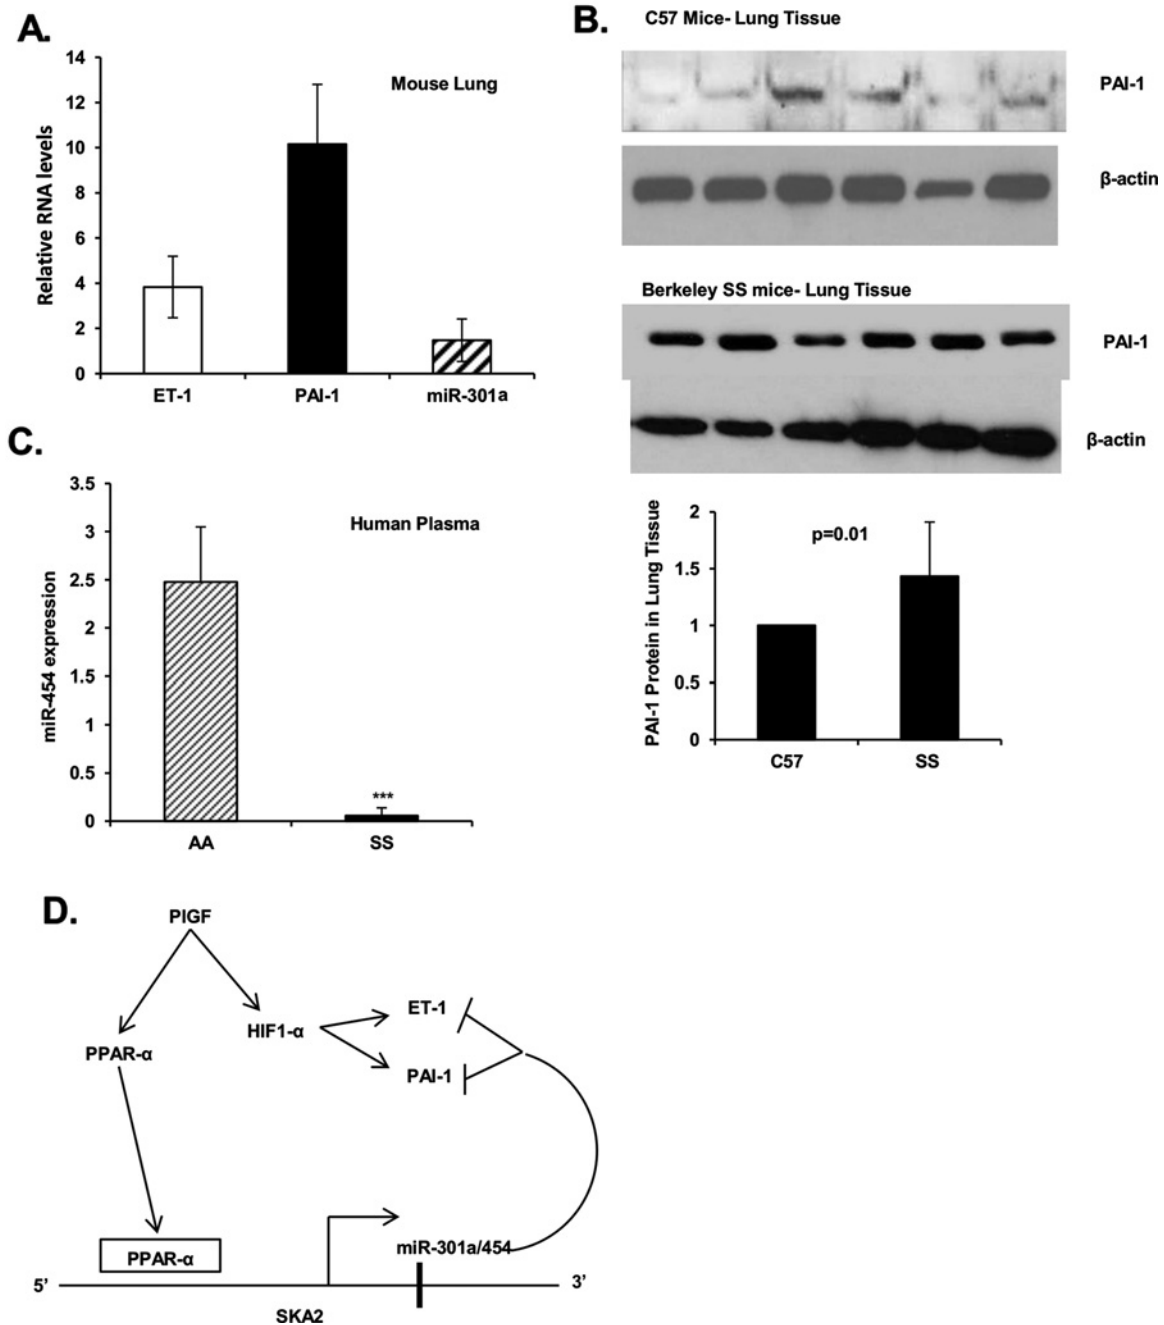 A.
14
12
10
8
6
4
2
0
Relative RNA levels
Mouse Lung
ET-1 PAI-1 miR-301a
B.
C57 Mice- Lung Tissue
PAI-1
β-actin
Berkeley SS mice- Lung Tissue
PAI-1
β-actin
PAI-1 Protein in Lung Tissue
2
1.5
1
0.5
0
p=0.01
C57 SS
C.
3.5
3
2.5
2
1.5
1
0.5
0
miR-454 expression
Human Plasma
***
AA SS
D.
PIGF
HIF1-α
ET-1
PAI-1
PPAR-α
PPAR-α
miR-301a/454
5’ 3’
SKA2